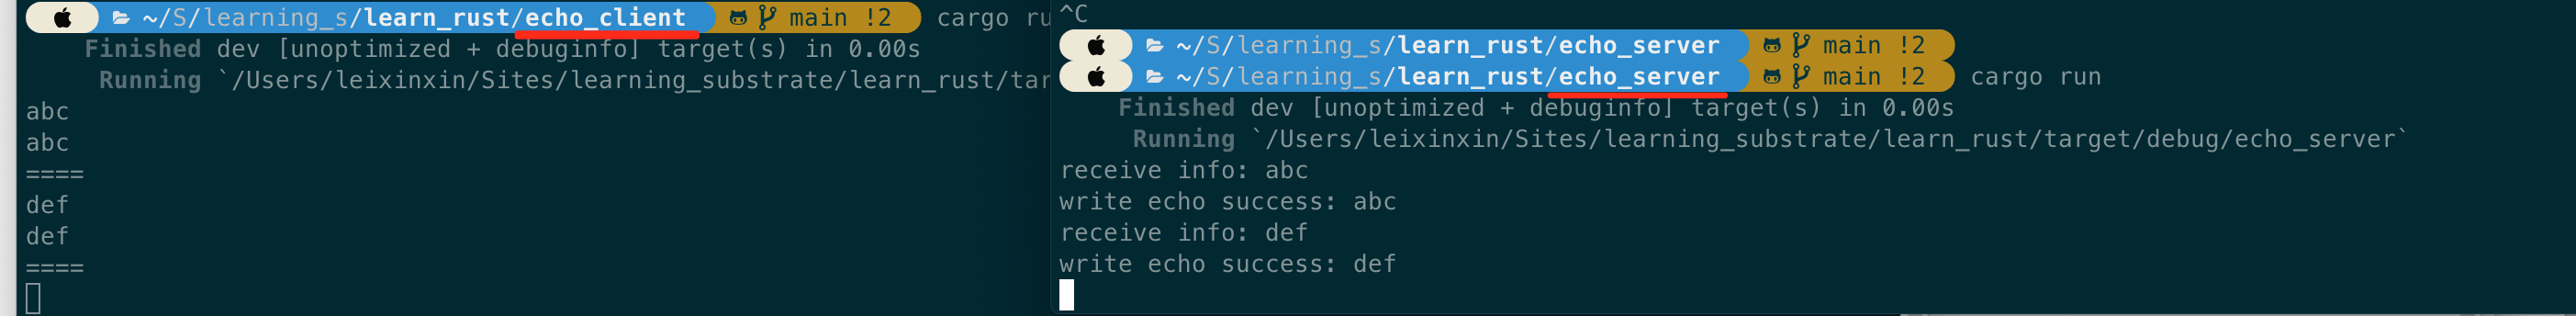 ~/S/learning_s/learn_rust/echo_client main !2 cargo ru
Finished dev [unoptimized + debuginfo] target(s) in 0.00s
Running `/Users/leixinxin/Sites/learning_substrate/learn_rust/tar
abc
abc
====
def
def
====
^C
~/S/learning_s/learn_rust/echo_server main !2
~/S/learning_s/learn_rust/echo_server main !2 cargo run
Finished dev [unoptimized + debuginfo] target(s) in 0.00s
Running `/Users/leixinxin/Sites/learning_substrate/learn_rust/target/debug/echo_server`
receive info: abc
write echo success: abc
receive info: def
write echo success: def